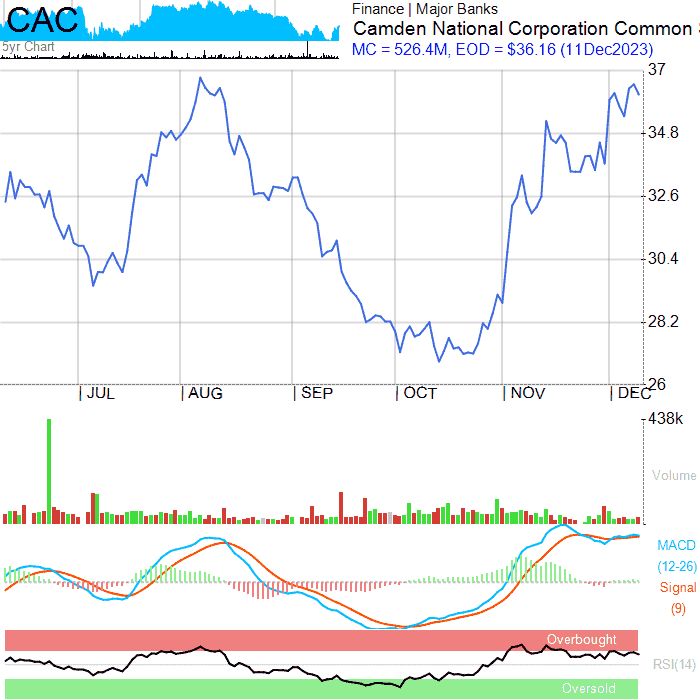 CAC
5yr Chart
Finance | Major Banks
Camden National Corporation Common
MC = 526.4M, EOD = $36.16 (11Dec2023)
37
34.8
32.6
30.4
28.2
26
JUL AUG SEP OCT NOV DEC
438k
Volume
MACD
(12-26)
Signal
(9)
Overbought
RSI(14)
Oversold